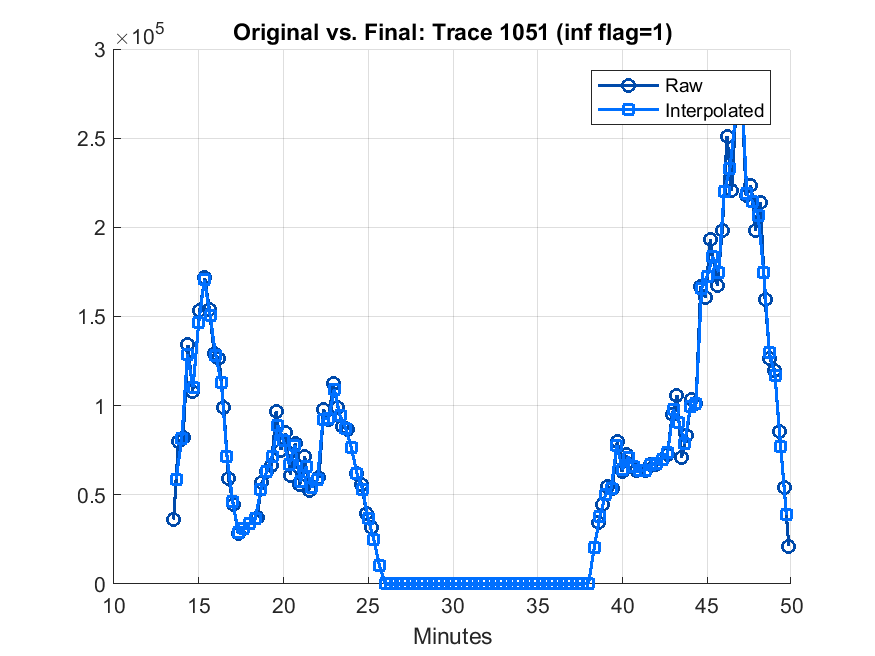 Original vs. Final: Trace 1051 (inf flag=1)
×10^5
3
2.5
2
1.5
1
0.5
0
Raw
Interpolated
10 15 20 25 30 35 40 45 50
Minutes